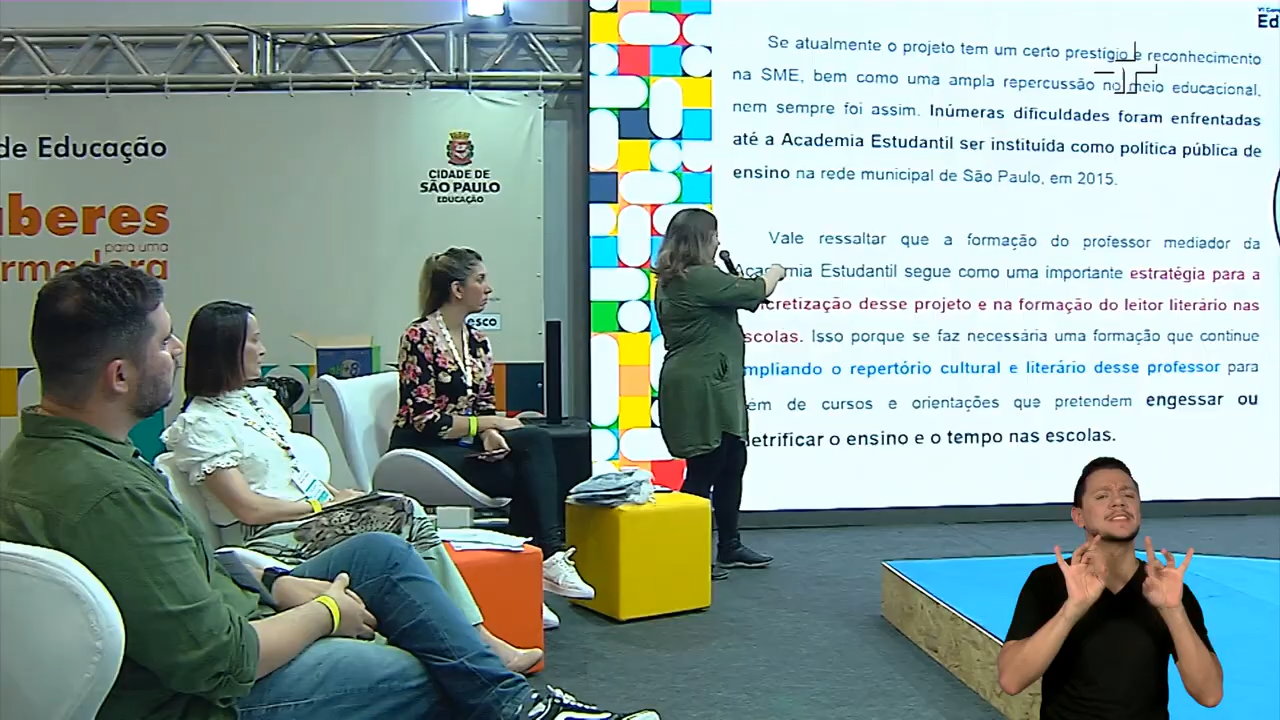 de Educação
aberes
para uma
rmadora
CIDADE DE
SÃO PAULO
EDUCAÇÃO
esco
Ed
Se atualmente o projeto tem um certo prestígio e reconhecimento
na SME, bem como uma ampla repercussão no meio educacional,
nem sempre foi assim. Inúmeras dificuldades foram enfrentadas
até a Academia Estudantil ser instituída como política pública de
ensino na rede municipal de São Paulo, em 2015.
Vale ressaltar que a formação do professor mediador da
Academia Estudantil segue como uma importante estratégia para a
cretização desse projeto e na formação do leitor literário nas
scolas. Isso porque se faz necessária uma formação que continue
mpliando o repertório cultural e literário desse professor para
ém de cursos e orientações que pretendem engessar ou
etrificar o ensino e o tempo nas escolas.